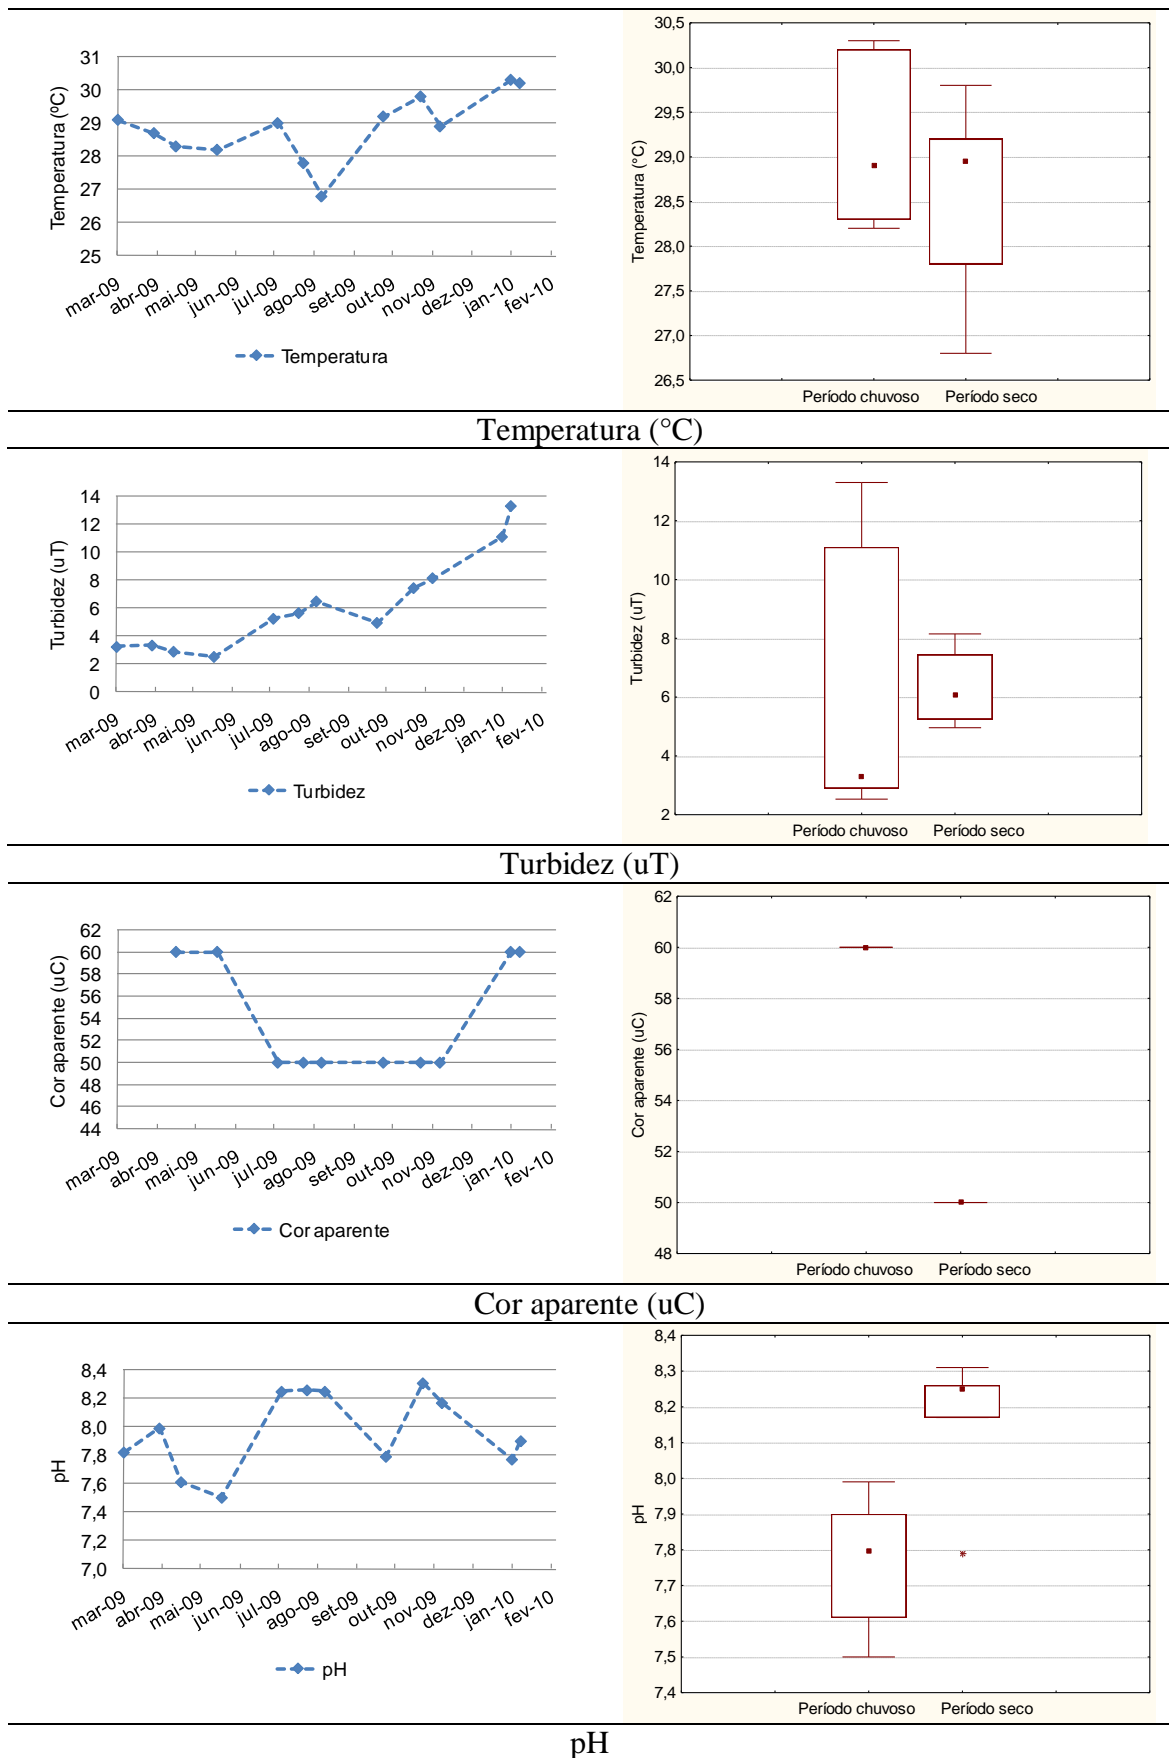 31
30
29
28
27
26
25
Temperatura (ºC)
mar-09 abr-09 mai-09 jun-09 jul-09 ago-09 set-09 out-09 nov-09 dez-09 jan-10 fev-10
Temperatura
30,5
30,0
29,5
29,0
28,5
28,0
27,5
27,0
26,5
Temperatura (°C)
Período chuvoso Período seco
Temperatura (°C)
14
12
10
8
6
4
2
0
Turbidez (uT)
mar-09 abr-09 mai-09 jun-09 jul-09 ago-09 set-09 out-09 nov-09 dez-09 jan-10 fev-10
Turbidez
14
12
10
8
6
4
2
Turbidez (uT)
Período chuvoso Período seco
Turbidez (uT)
62
60
58
56
54
52
50
48
46
44
Cor aparente (uC)
mar-09 abr-09 mai-09 jun-09 jul-09 ago-09 set-09 out-09 nov-09 dez-09 jan-10 fev-10
Cor aparente
62
60
58
56
54
52
50
48
Cor aparente (uC)
Período chuvoso Período seco
Cor aparente (uC)
8,4
8,2
8,0
7,8
7,6
7,4
7,2
7,0
pH
mar-09 abr-09 mai-09 jun-09 jul-09 ago-09 set-09 out-09 nov-09 dez-09 jan-10 fev-10
pH
8,4
8,3
8,2
8,1
8,0
7,9
7,8
7,7
7,6
7,5
7,4
pH
Período chuvoso Período seco
pH